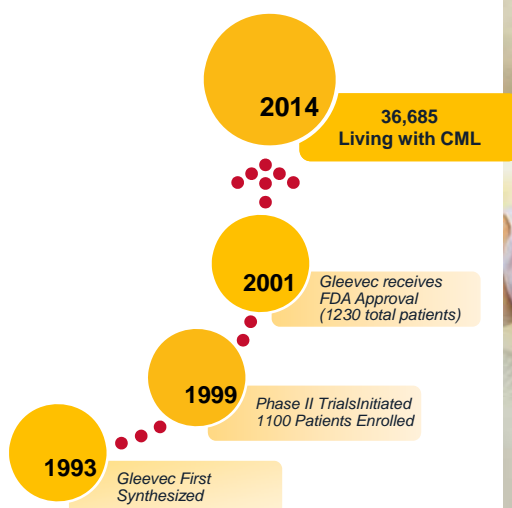 2014
36,685
Living with CML
2001
Gleevec receives
FDA Approval
(1230 total patients)
1999
Phase II TrialsInitiated
1100 Patients Enrolled
1993
Gleevec First
Synthesized